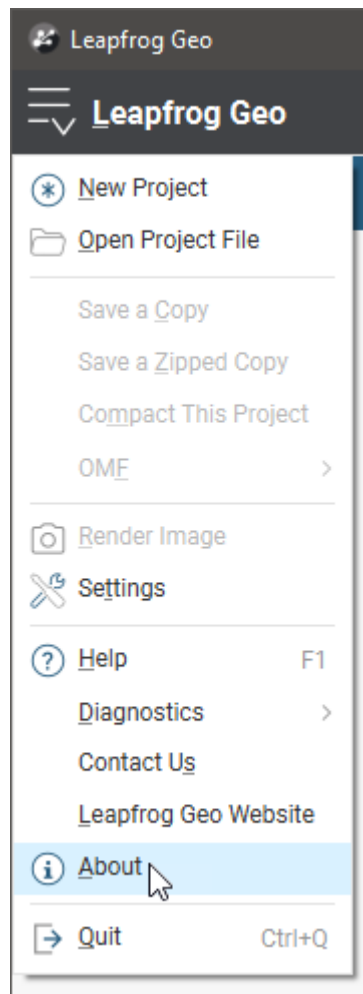 Leapfrog Geo
Leapfrog Geo
New Project
Open Project File
Save a Copy
Save a Zipped Copy
Compact This Project
OMF
Render Image
Settings
Help F1
Diagnostics
Contact Us
Leapfrog Geo Website
About
Quit Ctrl+Q